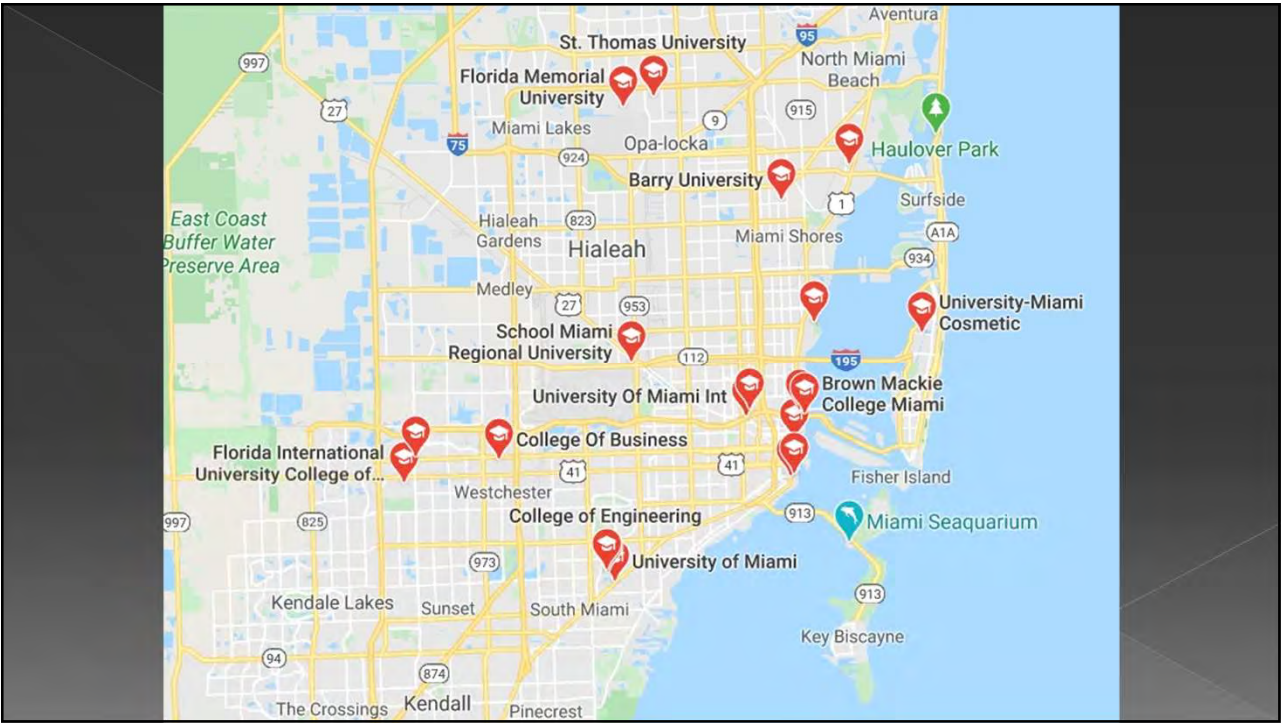 Aventura
95
St. Thomas University
997
North Miami
Beach
Florida Memorial
University
27
915
9
Miami Lakes
75
Opa-locka
Haulover Park
924
Barry University
1
Surfside
East Coast
Buffer Water
Preserve Area
Hialeah
Gardens
823
Hialeah
Miami Shores
A1A
934
Medley
27
953
University-Miami
Cosmetic
School Miami
Regional University
112
195
University Of Miami Int
Brown Mackie
College Miami
College Of Business
Florida International
University College of...
41
41
Fisher Island
Westchester
997
825
College of Engineering
913
Miami Seaquarium
973
University of Miami
913
Kendale Lakes
Sunset
South Miami
Key Biscayne
94
874
The Crossings
Kendall
Pinecrest